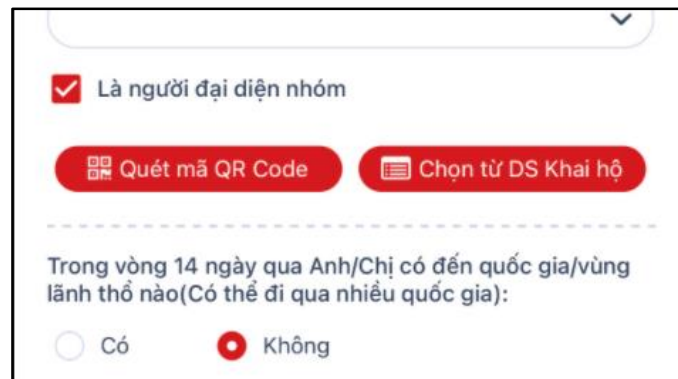 Là người đại diện nhóm
Quét mã QR Code
Chọn từ DS Khai hộ
Trong vòng 14 ngày qua Anh/Chị có đến quốc gia/vùng
lãnh thổ nào(Có thể đi qua nhiều quốc gia):
Có
Không